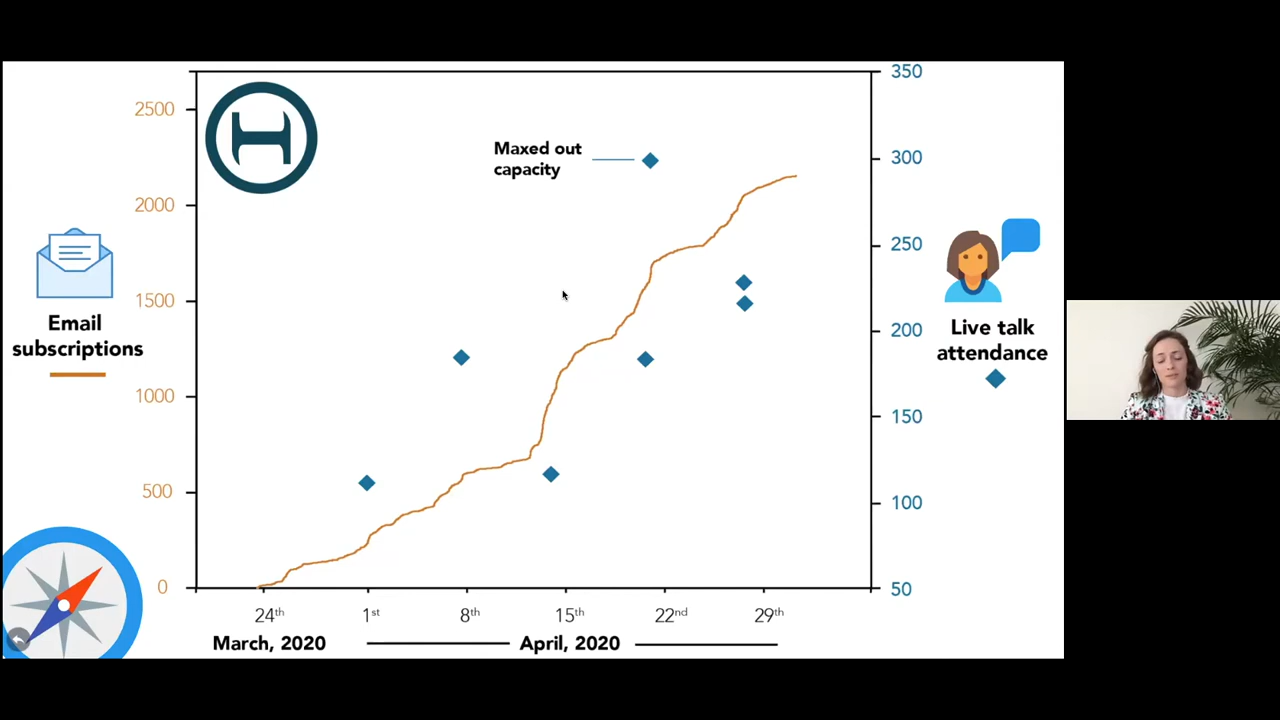 2500
2000
1500
1000
500
0
Email
subscriptions
Maxed out
capacity
350
300
250
200
150
100
50
Live talk
attendance
24th
1st
8th
15th
22nd
29th
March, 2020
April, 2020